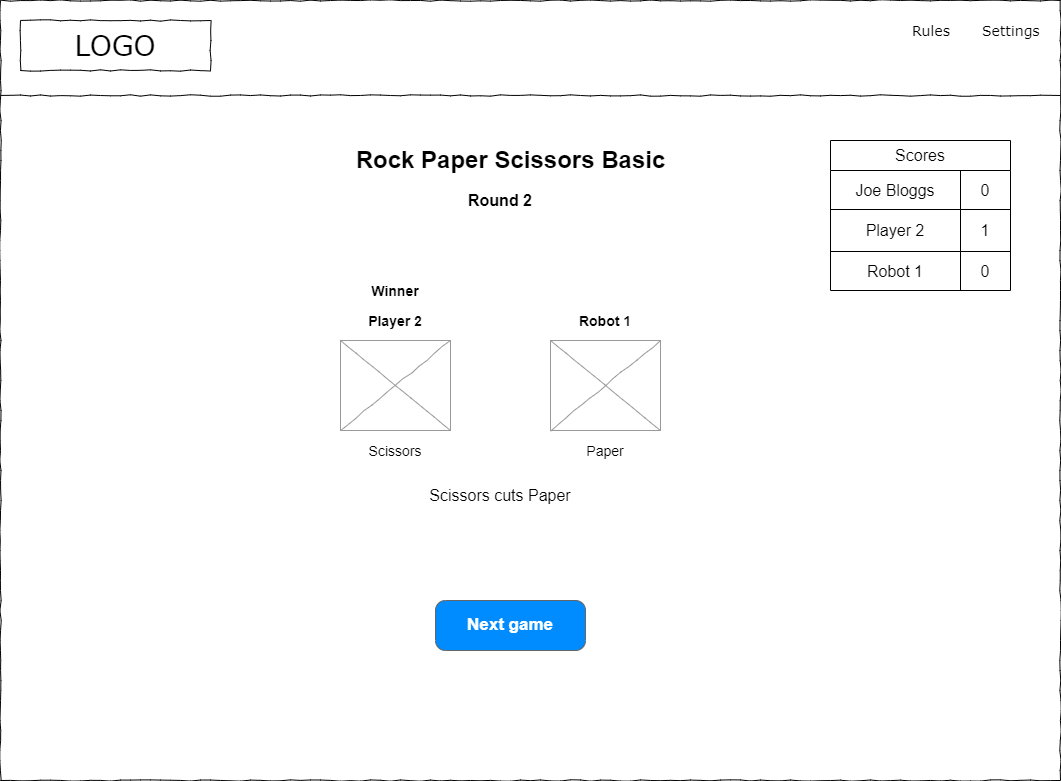 LOGO
Rules Settings
Rock Paper Scissors Basic
Round 2
Scores
Joe Bloggs 0
Player 2 1
Robot 1 0
Winner
Player 2 Robot 1
Scissors Paper
Scissors cuts Paper
Next game